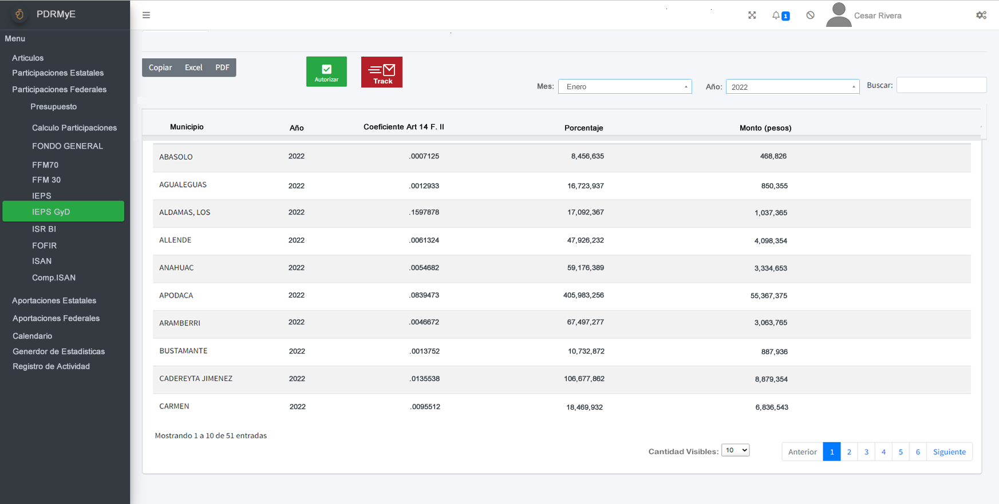 PDRMyE
1
Cesar Rivera
Menu
Articulos
Participaciones Estatales
Participaciones Federales
Presupuesto
Calculo Participaciones
FONDO GENERAL
FFM70
FFM 30
IEPS
IEPS GyD
ISR BI
FOFIR
ISAN
Comp.ISAN
Aportaciones Estatales
Aportaciones Federales
Calendario
Generdor de Estadisticas
Registro de Actividad
Copiar Excel PDF
Autorizar
Track
Mes: Enero Año: 2022 Buscar:
Municipio Año Coeficiente Art 14 F. II Porcentaje Monto (pesos)
ABASOLO 2022 .0007125 8,456,635 468,826
AGUALEGUAS 2022 .0012933 16,723,937 850,355
ALDAMAS, LOS 2022 .1597878 17,092,367 1,037,365
ALLENDE 2022 .0061324 47,926,232 4,098,354
ANAHUAC 2022 .0054682 59,176,389 3,334,653
APODACA 2022 .0839473 405,983,256 55,367,375
ARAMBERRI 2022 .0046672 67,497,277 3,063,765
BUSTAMANTE 2022 .0013752 10,732,872 887,936
CADEREYTA JIMENEZ 2022 .0135538 106,677,862 8,879,354
CARMEN 2022 .0095512 18,469,932 6,836,543
Mostrando 1 a 10 de 51 entradas
Cantidad Visibles: 10
Anterior 1 2 3 4 5 6 Siguiente